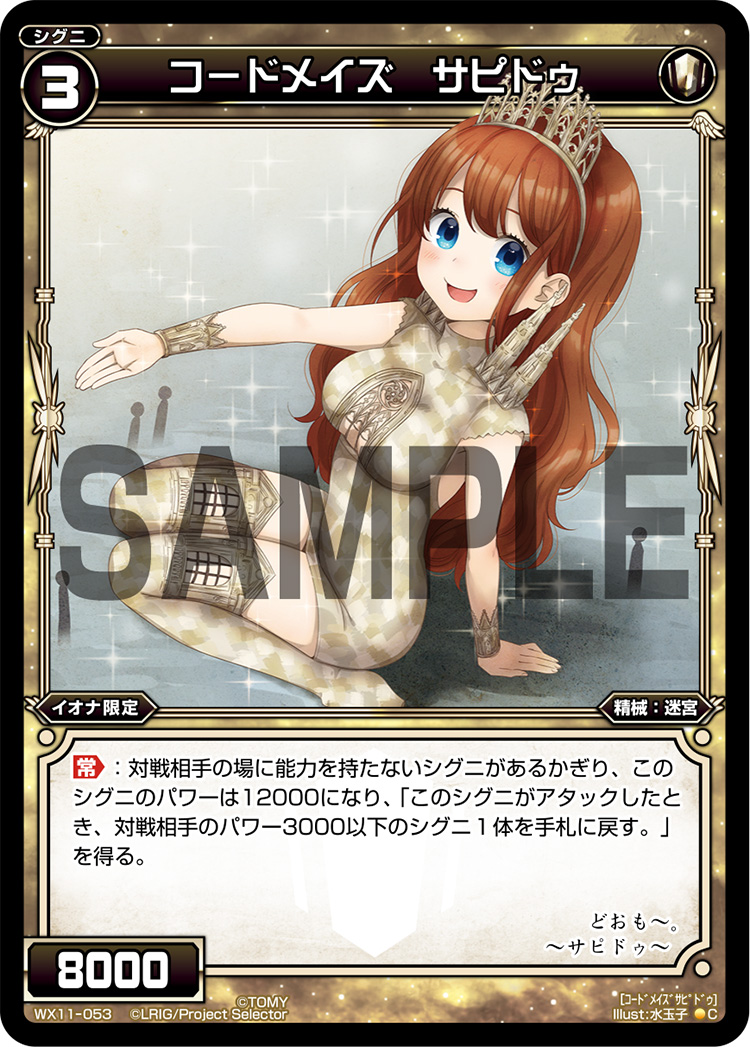 シグニ
3
コードメイズ　サピドゥ
SAMPLE
イオナ限定
精械：迷宮
常：対戦相手の場に能力を持たないシグニがあるかぎり、この
シグニのパワーは12000になり、「このシグニがアタックしたと
き、対戦相手のパワー3000以下のシグニ１体を手札に戻す。」
を得る。
どおも～。
～サピドゥ～
8000
©TOMY
WX11-053 ©LRIG/Project Selector
[ｺｰﾄﾞﾒｲｽﾞｻﾋﾟﾄﾞｩ]
Illust:水玉子 C